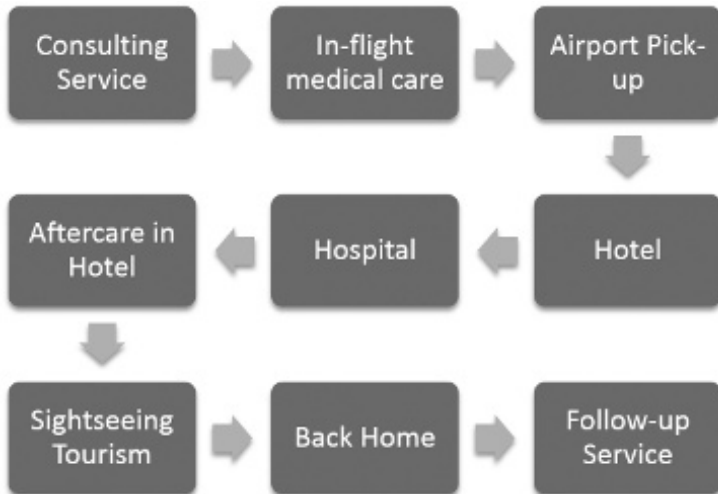 Consulting
Service
In-flight
medical care
Airport Pick-
up
Hotel
Hospital
Aftercare in
Hotel
Sightseeing
Tourism
Back Home
Follow-up
Service